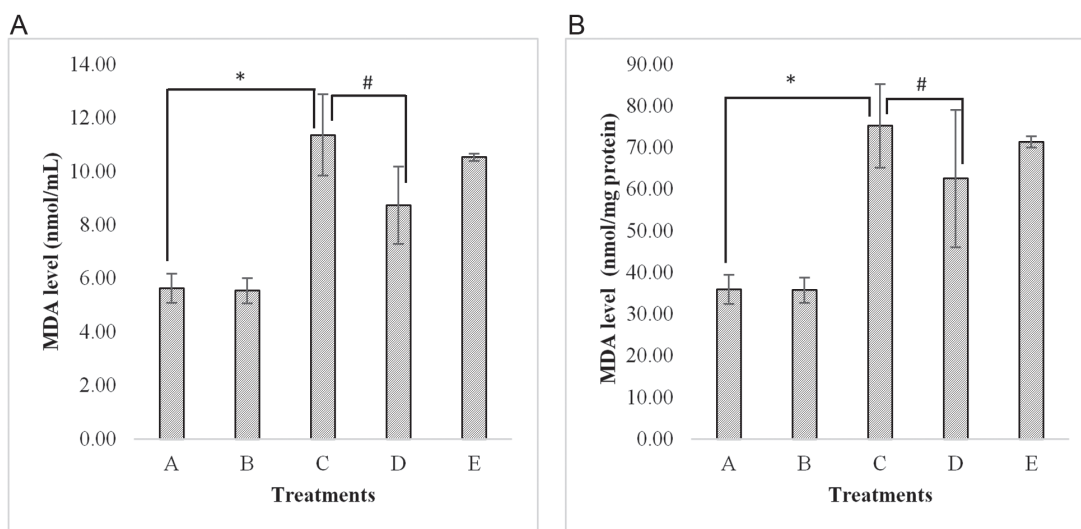 A
MDA level (nmol/mL)
14.00
12.00
10.00
8.00
6.00
4.00
2.00
0.00
*
#
A B C D E
Treatments
B
MDA level (nmol/mg protein)
90.00
80.00
70.00
60.00
50.00
40.00
30.00
20.00
10.00
0.00
*
#
A B C D E
Treatments